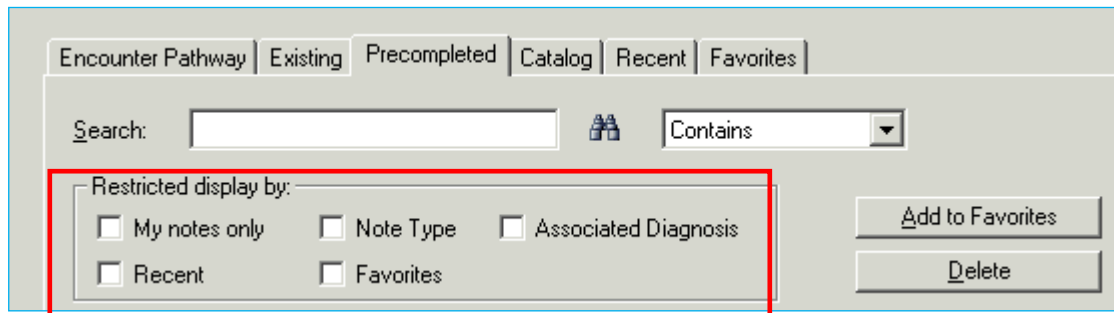 Encounter Pathway Existing Precompleted Catalog Recent Favorites
Search: Contains
Restricted display by:
My notes only Note Type Associated Diagnosis
Add to Favorites
Recent Favorites
Delete